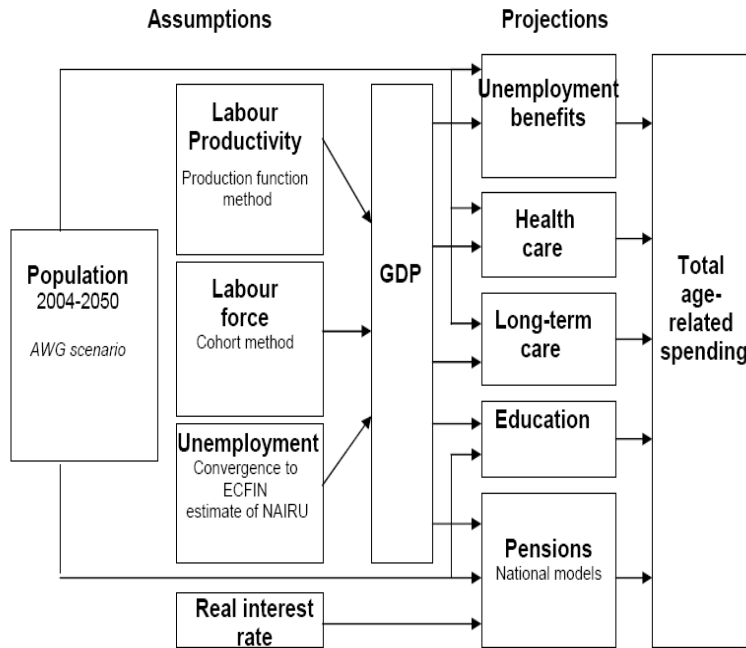 Assumptions
Projections
Population
2004-2050
AWG scenario
Labour
Productivity
Production function
method
Labour
force
Cohort method
Unemployment
Convergence to
ECFIN
estimate of NAIRU
Real interest
rate
GDP
Unemployment
benefits
Health
care
Long-term
care
Education
Pensions
National models
Total
age-
related
spending